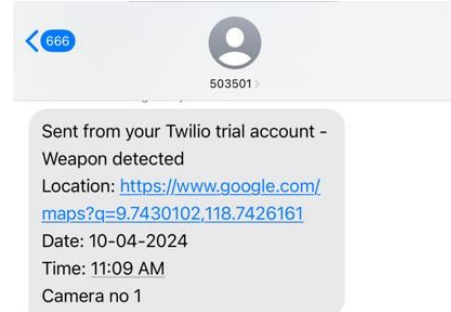 666
503501
Sent from your Twilio trial account -
Weapon detected
Location: https://www.google.com/
maps?q=9.7430102,118.7426161
Date: 10-04-2024
Time: 11:09 AM
Camera no 1